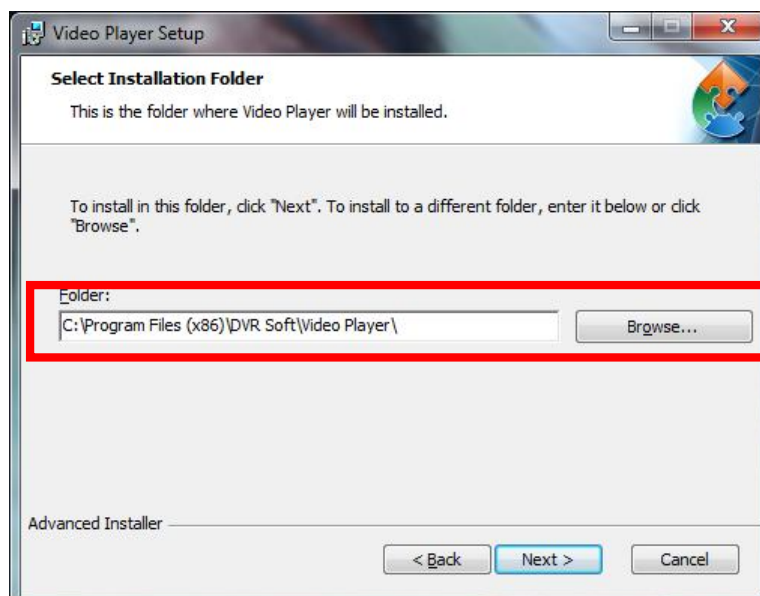 Video Player Setup
Select Installation Folder
This is the folder where Video Player will be installed.
To install in this folder, click "Next". To install to a different folder, enter it below or click
"Browse".
Folder:
C:\Program Files (x86)\DVR Soft\Video Player\
Browse...
Advanced Installer
< Back
Next >
Cancel